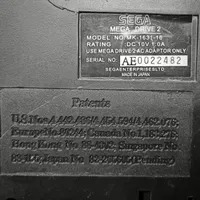 SEGA
MEGA DRIVE 2
MODEL NO. MK-1631-18
RATING DC10V 1.0A
USE MEGA DRIVE 2 AC ADAPTOR ONLY
SERIAL NO. AE0022482
SEGA ENTERPRISES LTD.
Patents
U.S. Nos. 4,442,486/4,454,594/4,462,076;
Europe No. 80244; Canada No. 1,183,276;
Hong Kong No. 88-4302; Singapore No.
88-155; Japan No. 82-205605 (Pending)